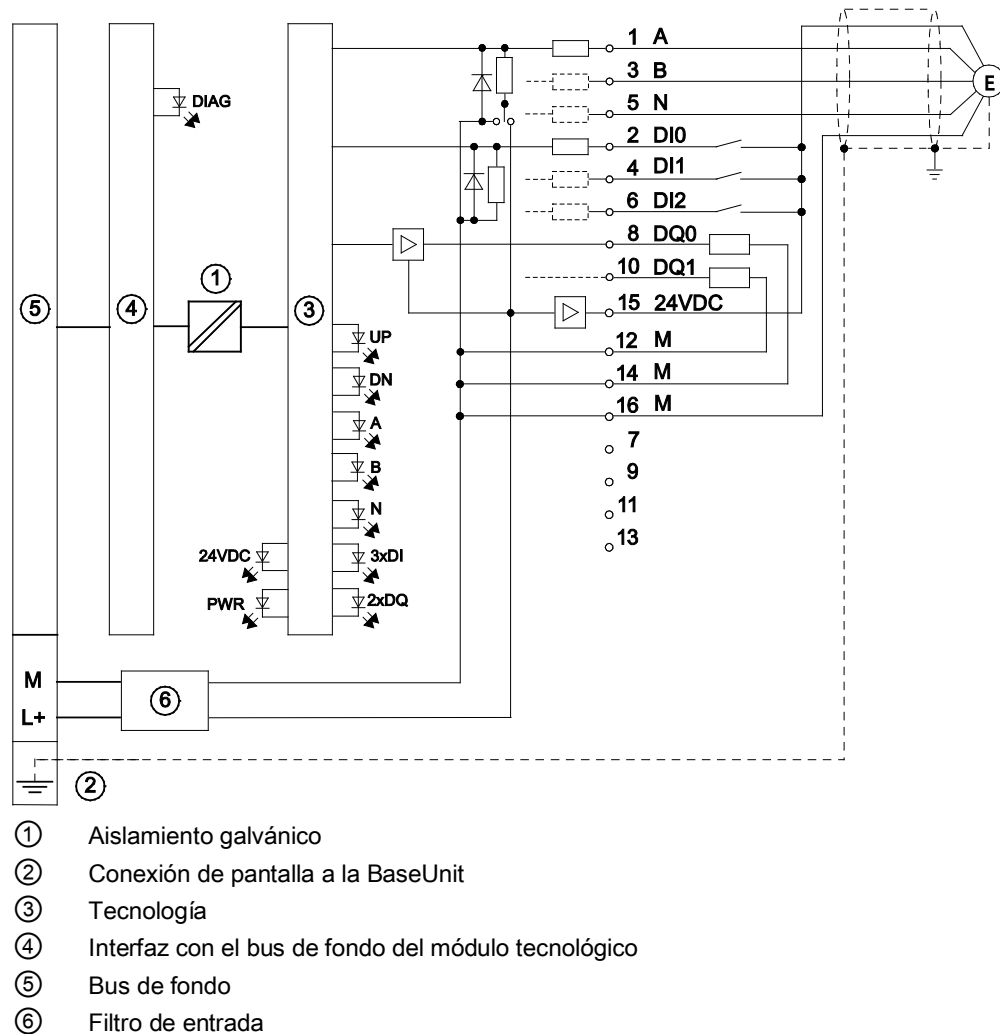 1 A
3 B
5 N
2 DI0
4 DI1
6 DI2
8 DQ0
10 DQ1
15 24VDC
12 M
14 M
16 M
7
9
11
13
E
DIAG
①
⑤
④
③
UP
DN
A
B
N
24VDC
3xDI
PWR
2xDQ
M
L+
⑥
②
① Aislamiento galvánico
② Conexión de pantalla a la BaseUnit
③ Tecnología
④ Interfaz con el bus de fondo del módulo tecnológico
⑤ Bus de fondo
⑥ Filtro de entrada